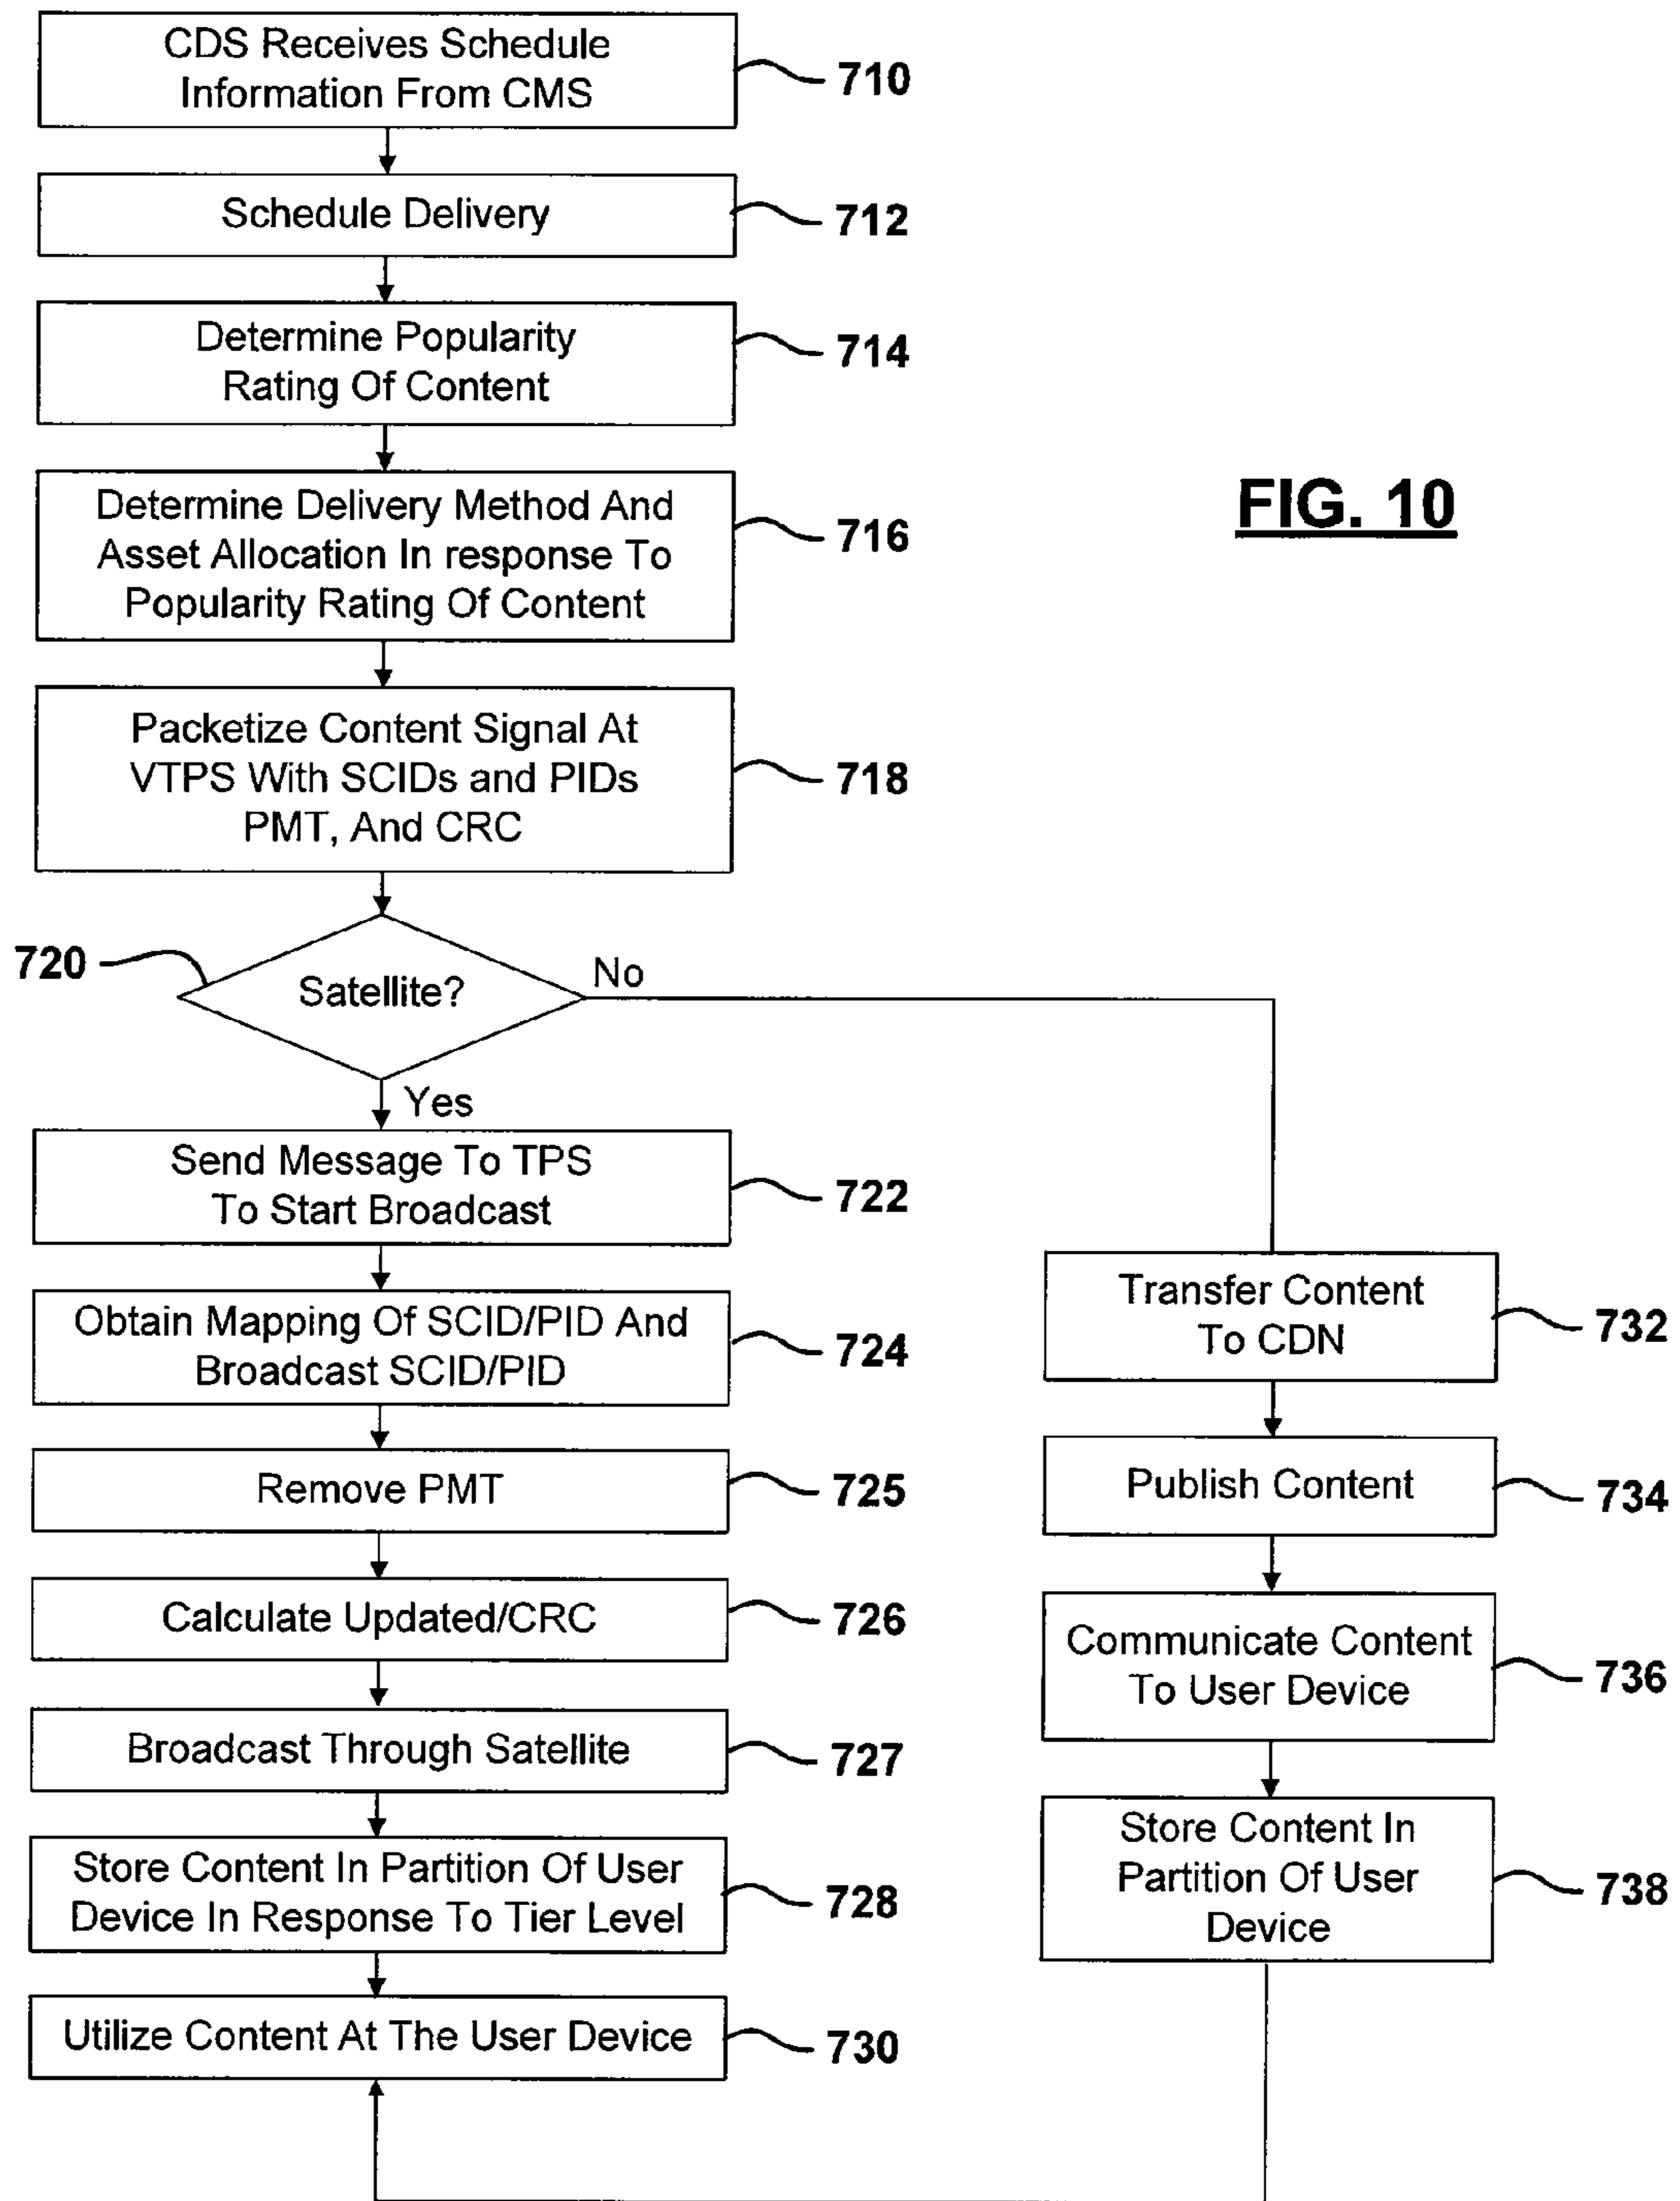 CDS Receives Schedule
Information From CMS
710
Schedule Delivery
712
Determine Popularity
Rating Of Content
714
Determine Delivery Method And
Asset Allocation In response To
Popularity Rating Of Content
716
FIG. 10
Packetize Content Signal At
VTPS With SCIDs and PIDs
PMT, And CRC
718
720
Satellite?
No
Yes
Send Message To TPS
To Start Broadcast
722
Obtain Mapping Of SCID/PID And
Broadcast SCID/PID
724
Remove PMT
725
Calculate Updated/CRC
726
Broadcast Through Satellite
727
Store Content In Partition Of User
Device In Response To Tier Level
728
Utilize Content At The User Device
730
Transfer Content
To CDN
732
Publish Content
734
Communicate Content
To User Device
736
Store Content In
Partition Of User
Device
738